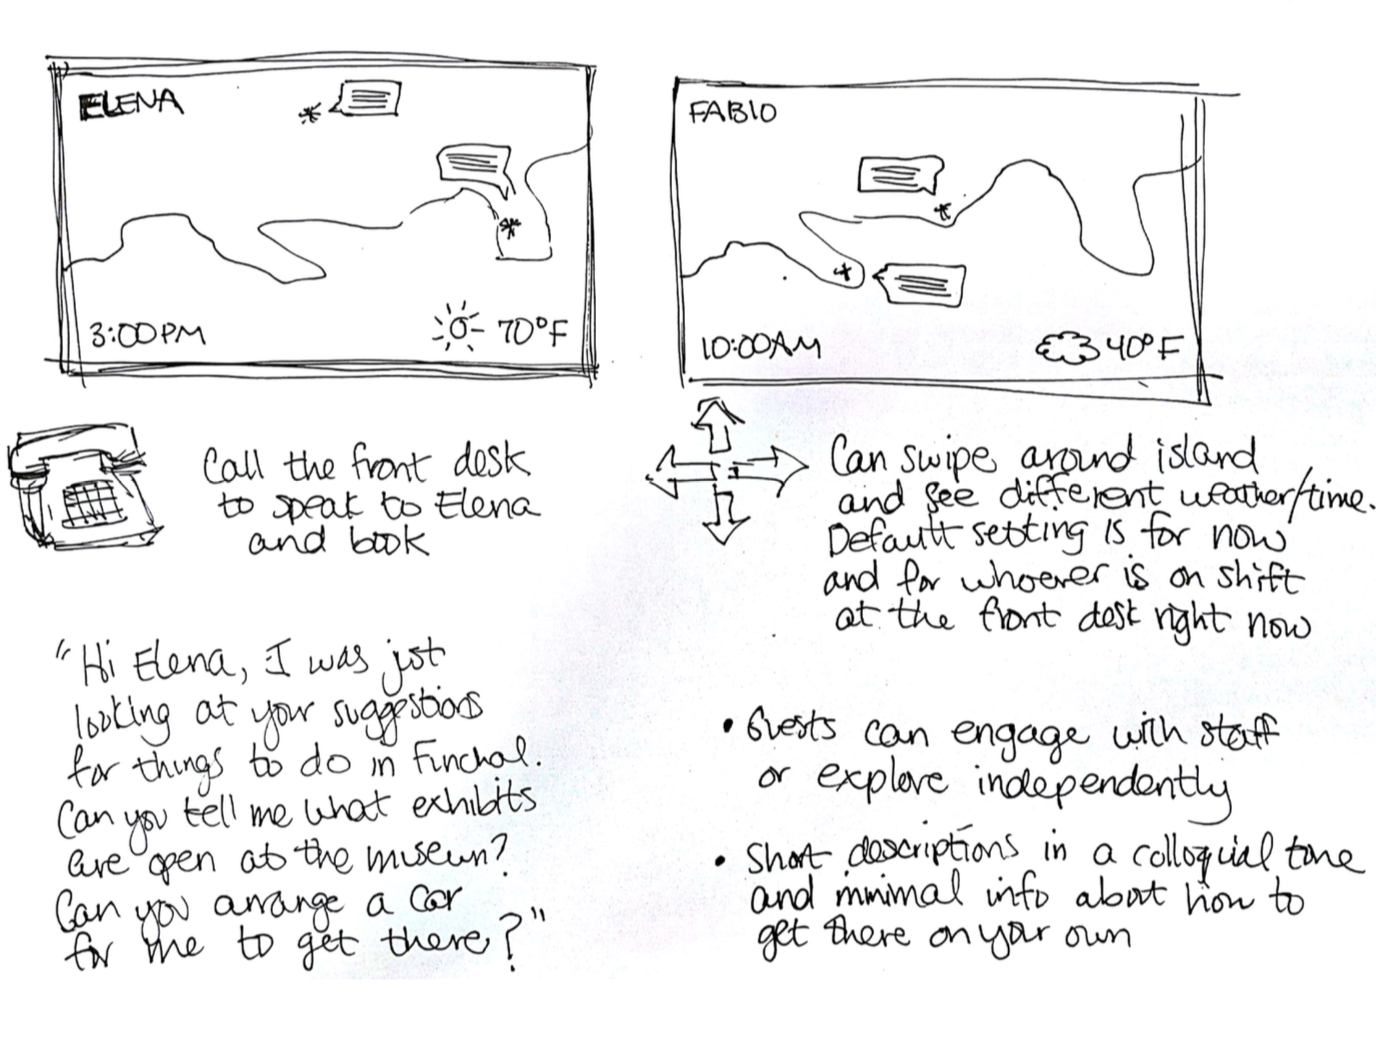 ELENA
3:00PM
70°F
FABIO
10:00AM
40°F
Call the front desk
to speak to Elena
and book
Can swipe around island
and see different weather/time.
Default setting is for now
and for whoever is on shift
at the front desk right now
"Hi Elena, I was just
looking at your suggestions
for things to do in Funchal.
Can you tell me what exhibits
are open at the museum?
Can you arrange a car
for me to get there?"
• Guests can engage with staff
or explore independently
• Short descriptions in a colloquial tone
and minimal info about how to
get there on your own